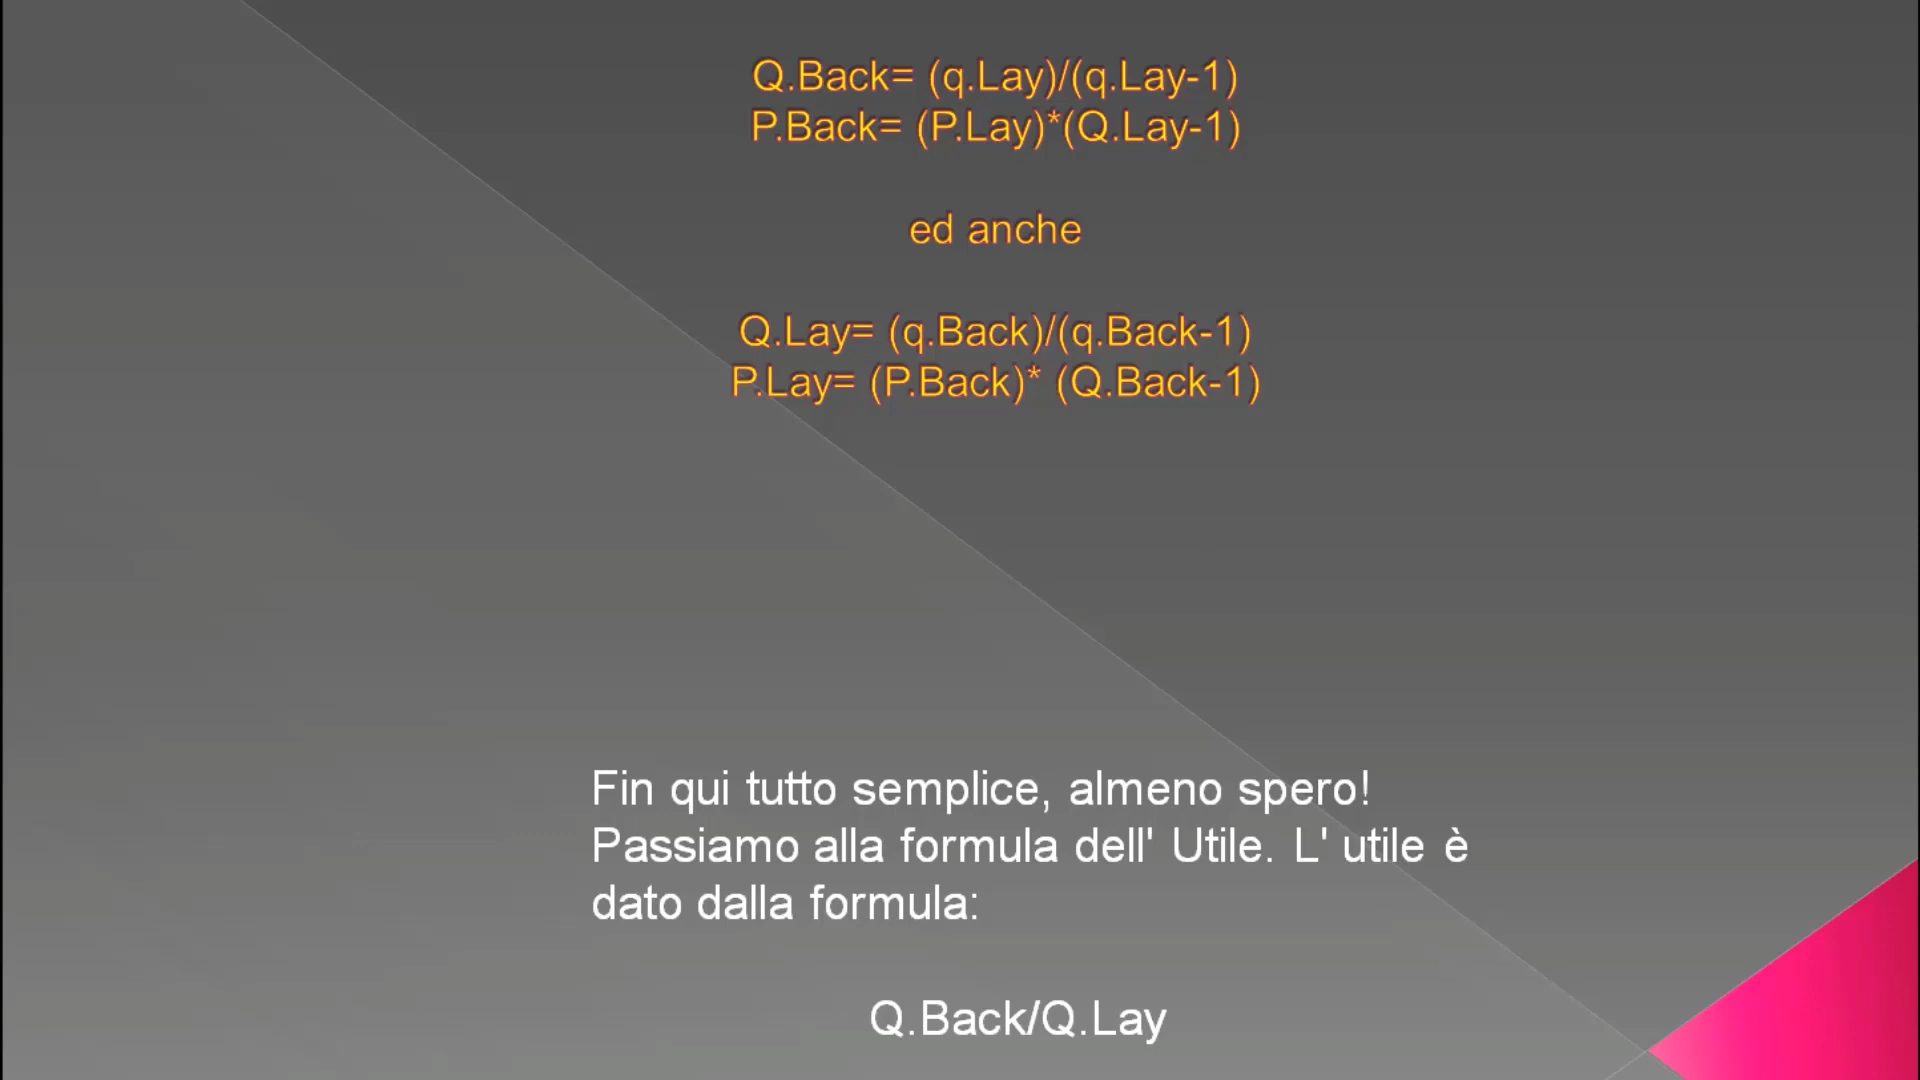 Q.Back= (q.Lay)/(q.Lay-1)
P.Back= (P.Lay)*(Q.Lay-1)
ed anche
Q.Lay= (q.Back)/(q.Back-1)
P.Lay= (P.Back)* (Q.Back-1)
Fin qui tutto semplice, almeno spero!
Passiamo alla formula dell' Utile. L' utile è
dato dalla formula:
Q.Back/Q.Lay